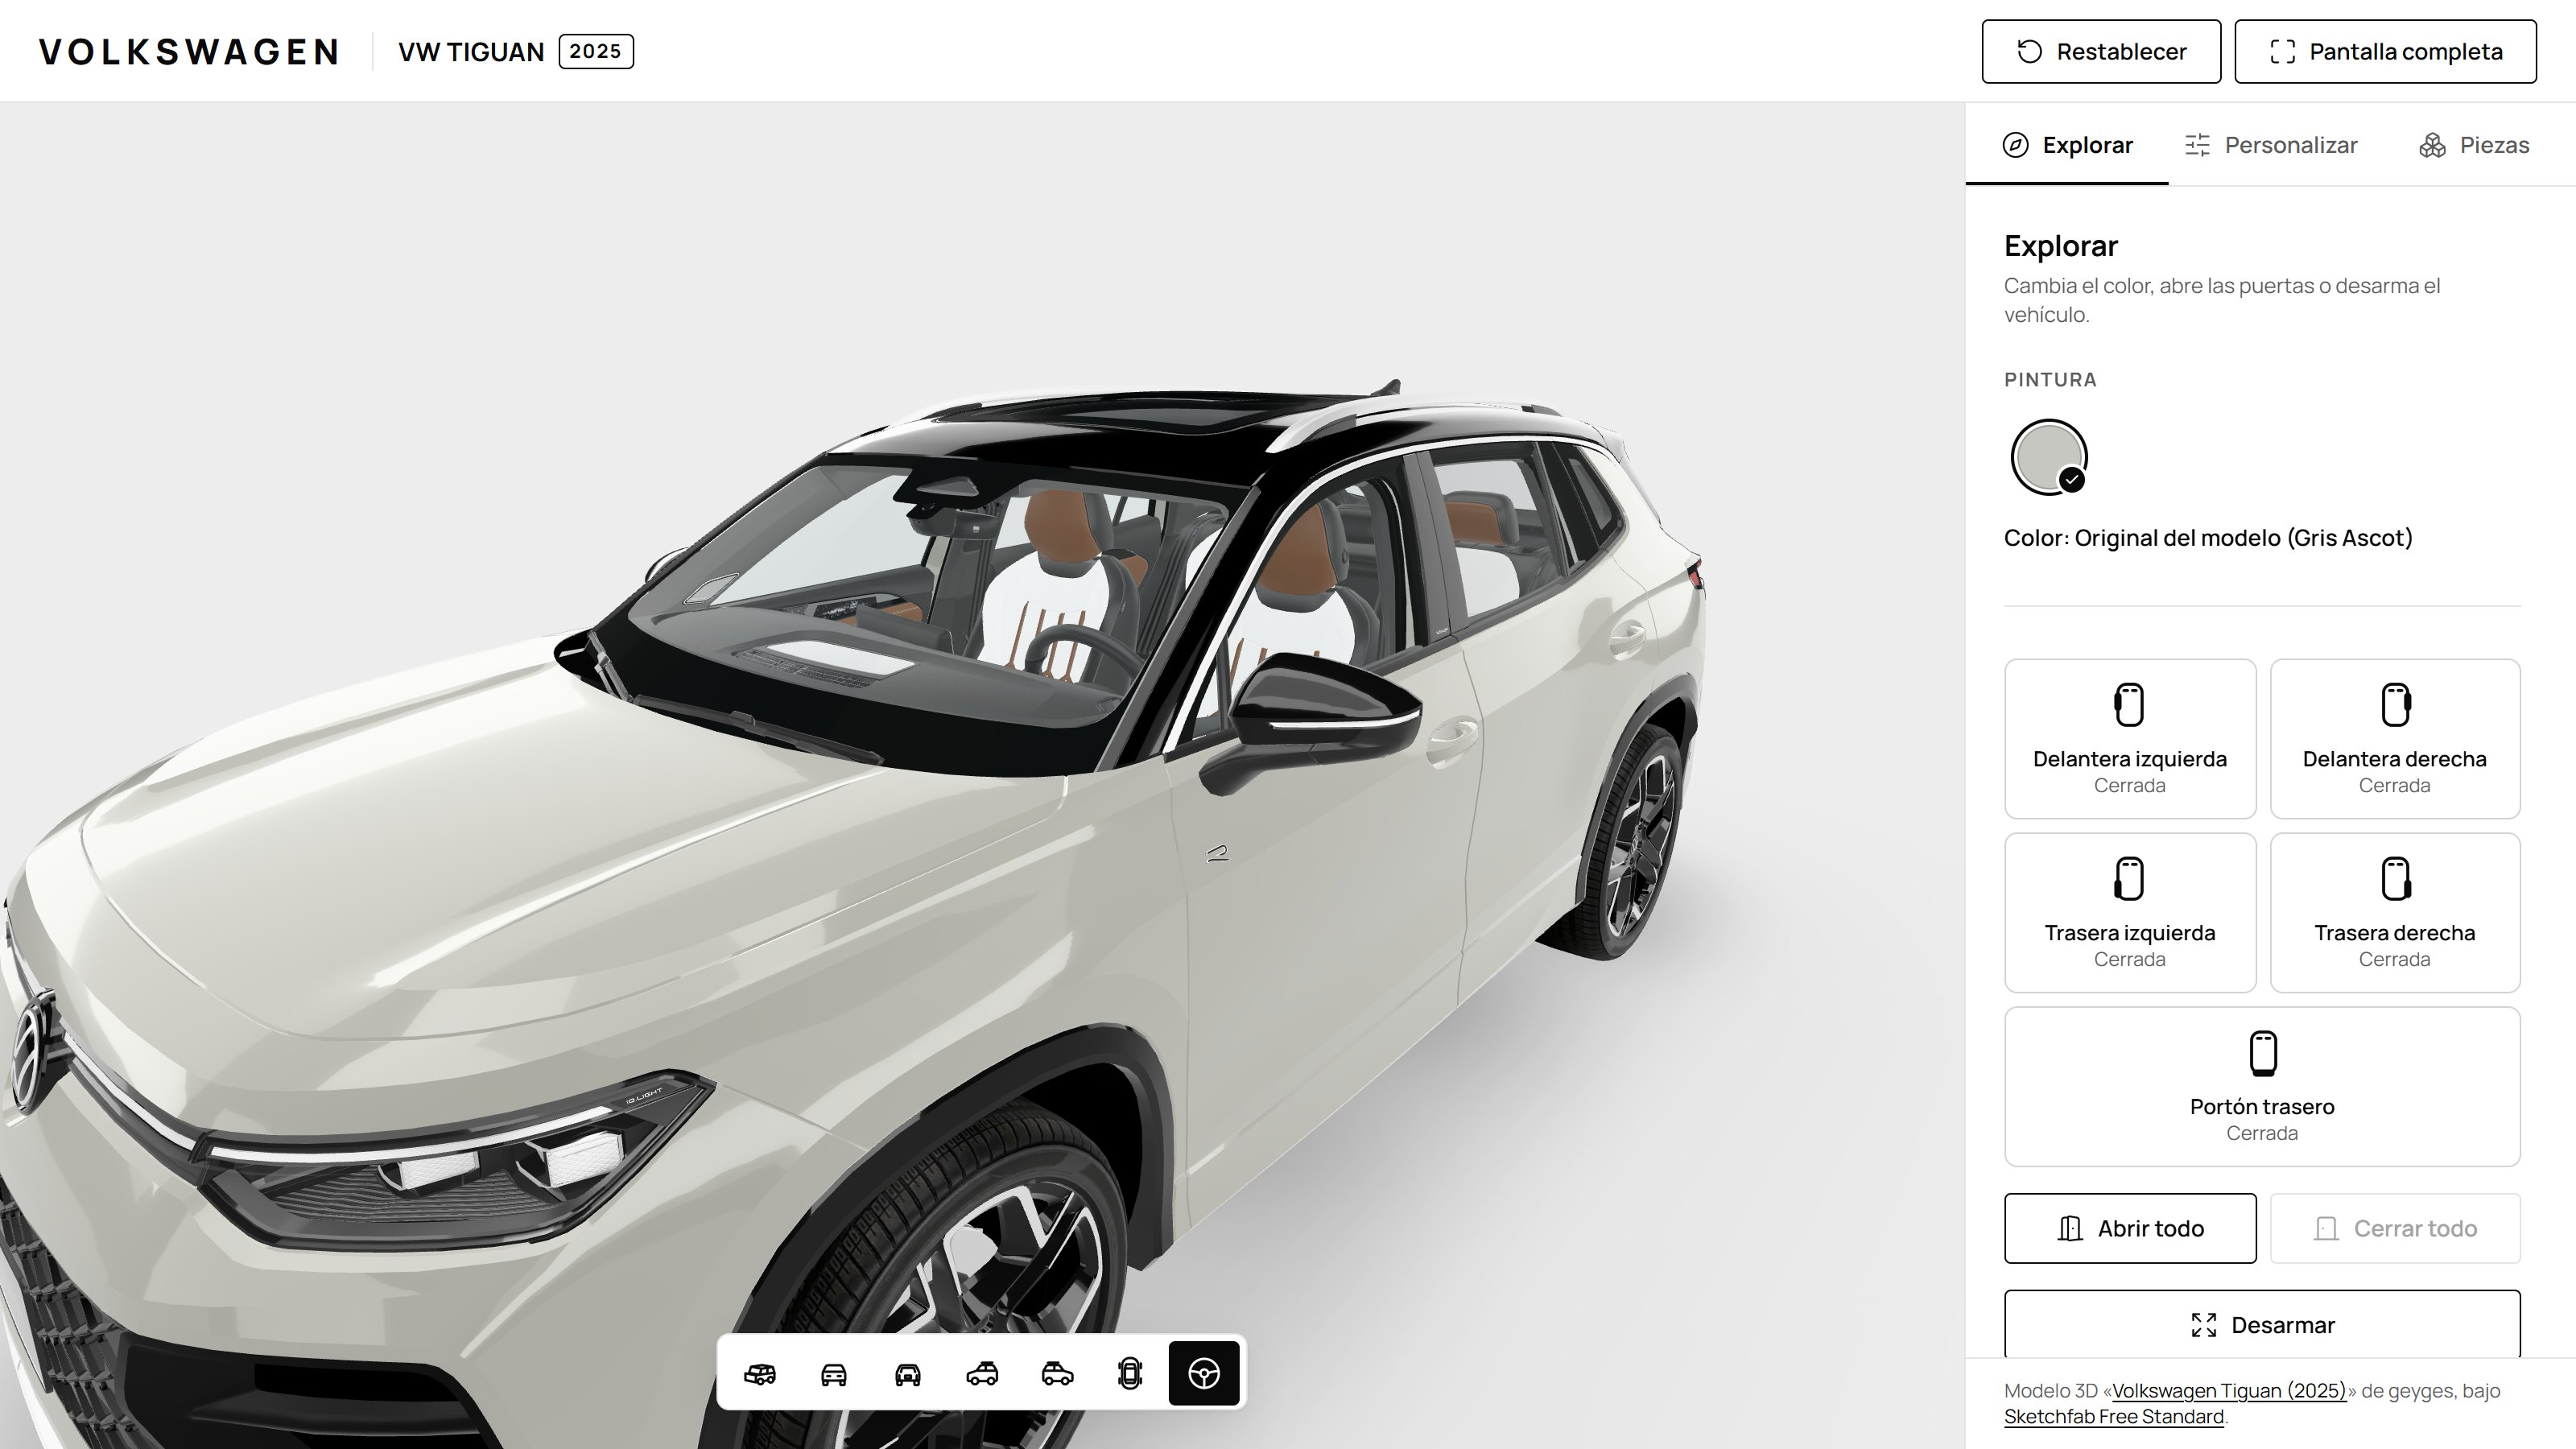 VOLKSWAGEN
VW TIGUAN 2025
Restablecer
Pantalla completa
Explorar
Personalizar
Piezas
Explorar
Cambia el color, abre las puertas o desarma el
vehículo.
PINTURA
Color: Original del modelo (Gris Ascot)
Delantera izquierda
Cerrada
Delantera derecha
Cerrada
Trasera izquierda
Cerrada
Trasera derecha
Cerrada
Portón trasero
Cerrada
Abrir todo
Cerrar todo
Desarmar
IQ.LIGHT
Modelo 3D «Volkswagen Tiguan (2025)» de geyges, bajo
Sketchfab Free Standard.